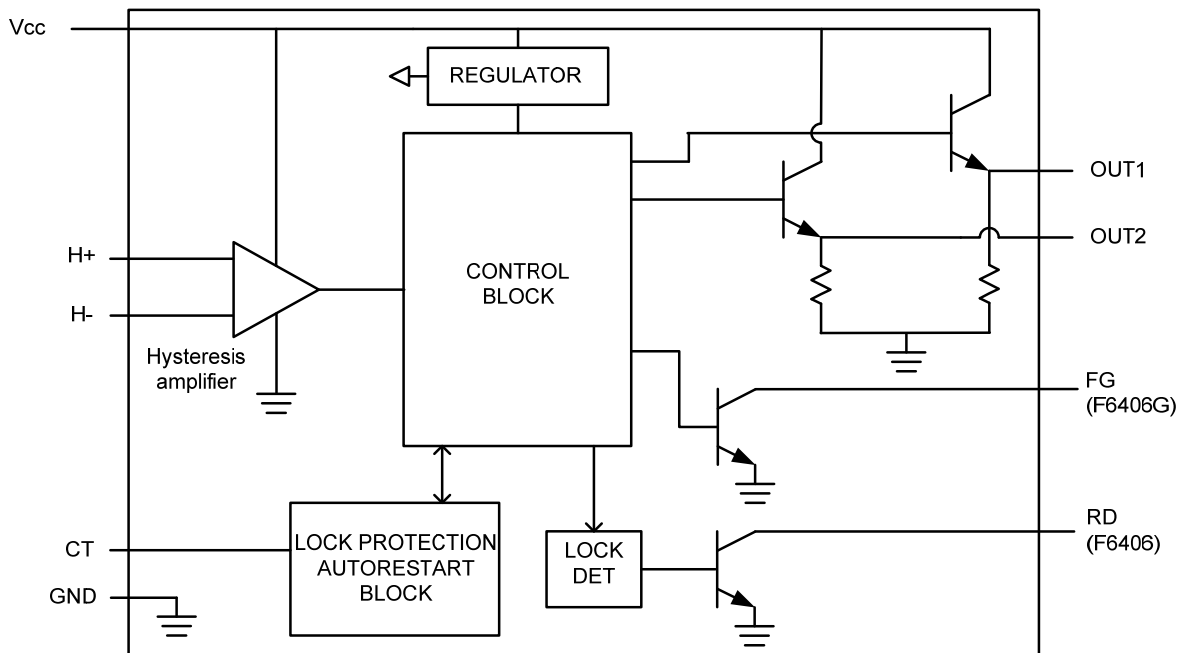 Vcc
REGULATOR
OUT1
OUT2
H+
H-
Hysteresis
amplifier
CONTROL
BLOCK
FG
(F6406G)
CT
LOCK PROTECTION
AUTORESTART
BLOCK
LOCK
DET
RD
(F6406)
GND